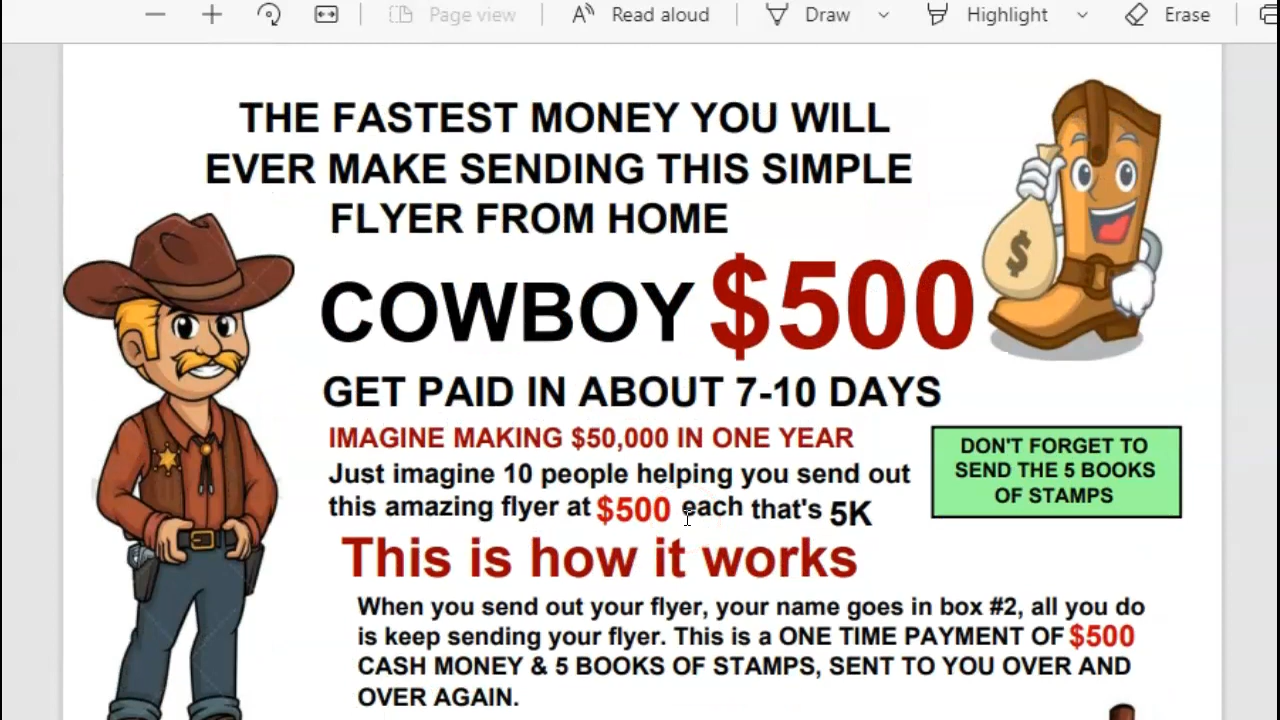 Page view
Read aloud
Draw
Highlight
Erase
THE FASTEST MONEY YOU WILL
EVER MAKE SENDING THIS SIMPLE
FLYER FROM HOME
COWBOY $500
GET PAID IN ABOUT 7-10 DAYS
IMAGINE MAKING $50,000 IN ONE YEAR
Just imagine 10 people helping you send out
this amazing flyer at $500 each that's 5K
DON'T FORGET TO
SEND THE 5 BOOKS
OF STAMPS
$
This is how it works
When you send out your flyer, your name goes in box #2, all you do
is keep sending your flyer. This is a ONE TIME PAYMENT OF $500
CASH MONEY & 5 BOOKS OF STAMPS, SENT TO YOU OVER AND
OVER AGAIN.